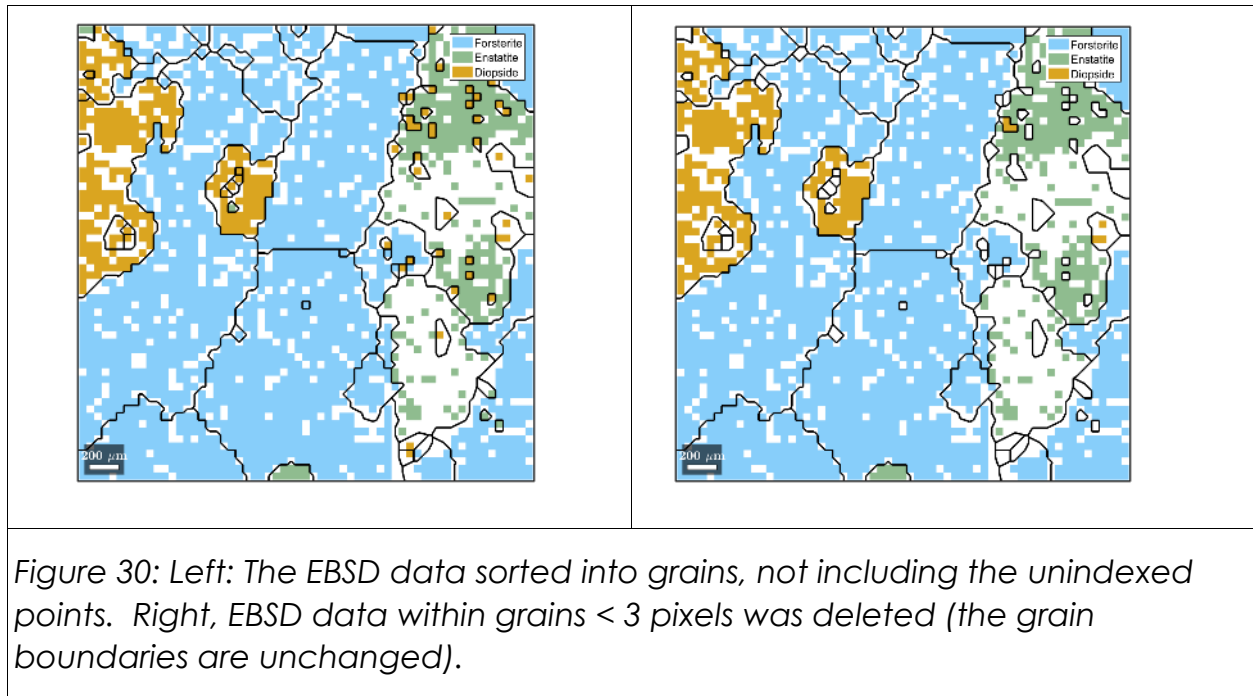 Forsterite
Enstatite
Diopside
200 μm
Forsterite
Enstatite
Diopside
200 μm
Figure 30: Left: The EBSD data sorted into grains, not including the unindexed
points.  Right, EBSD data within grains < 3 pixels was deleted (the grain
boundaries are unchanged).